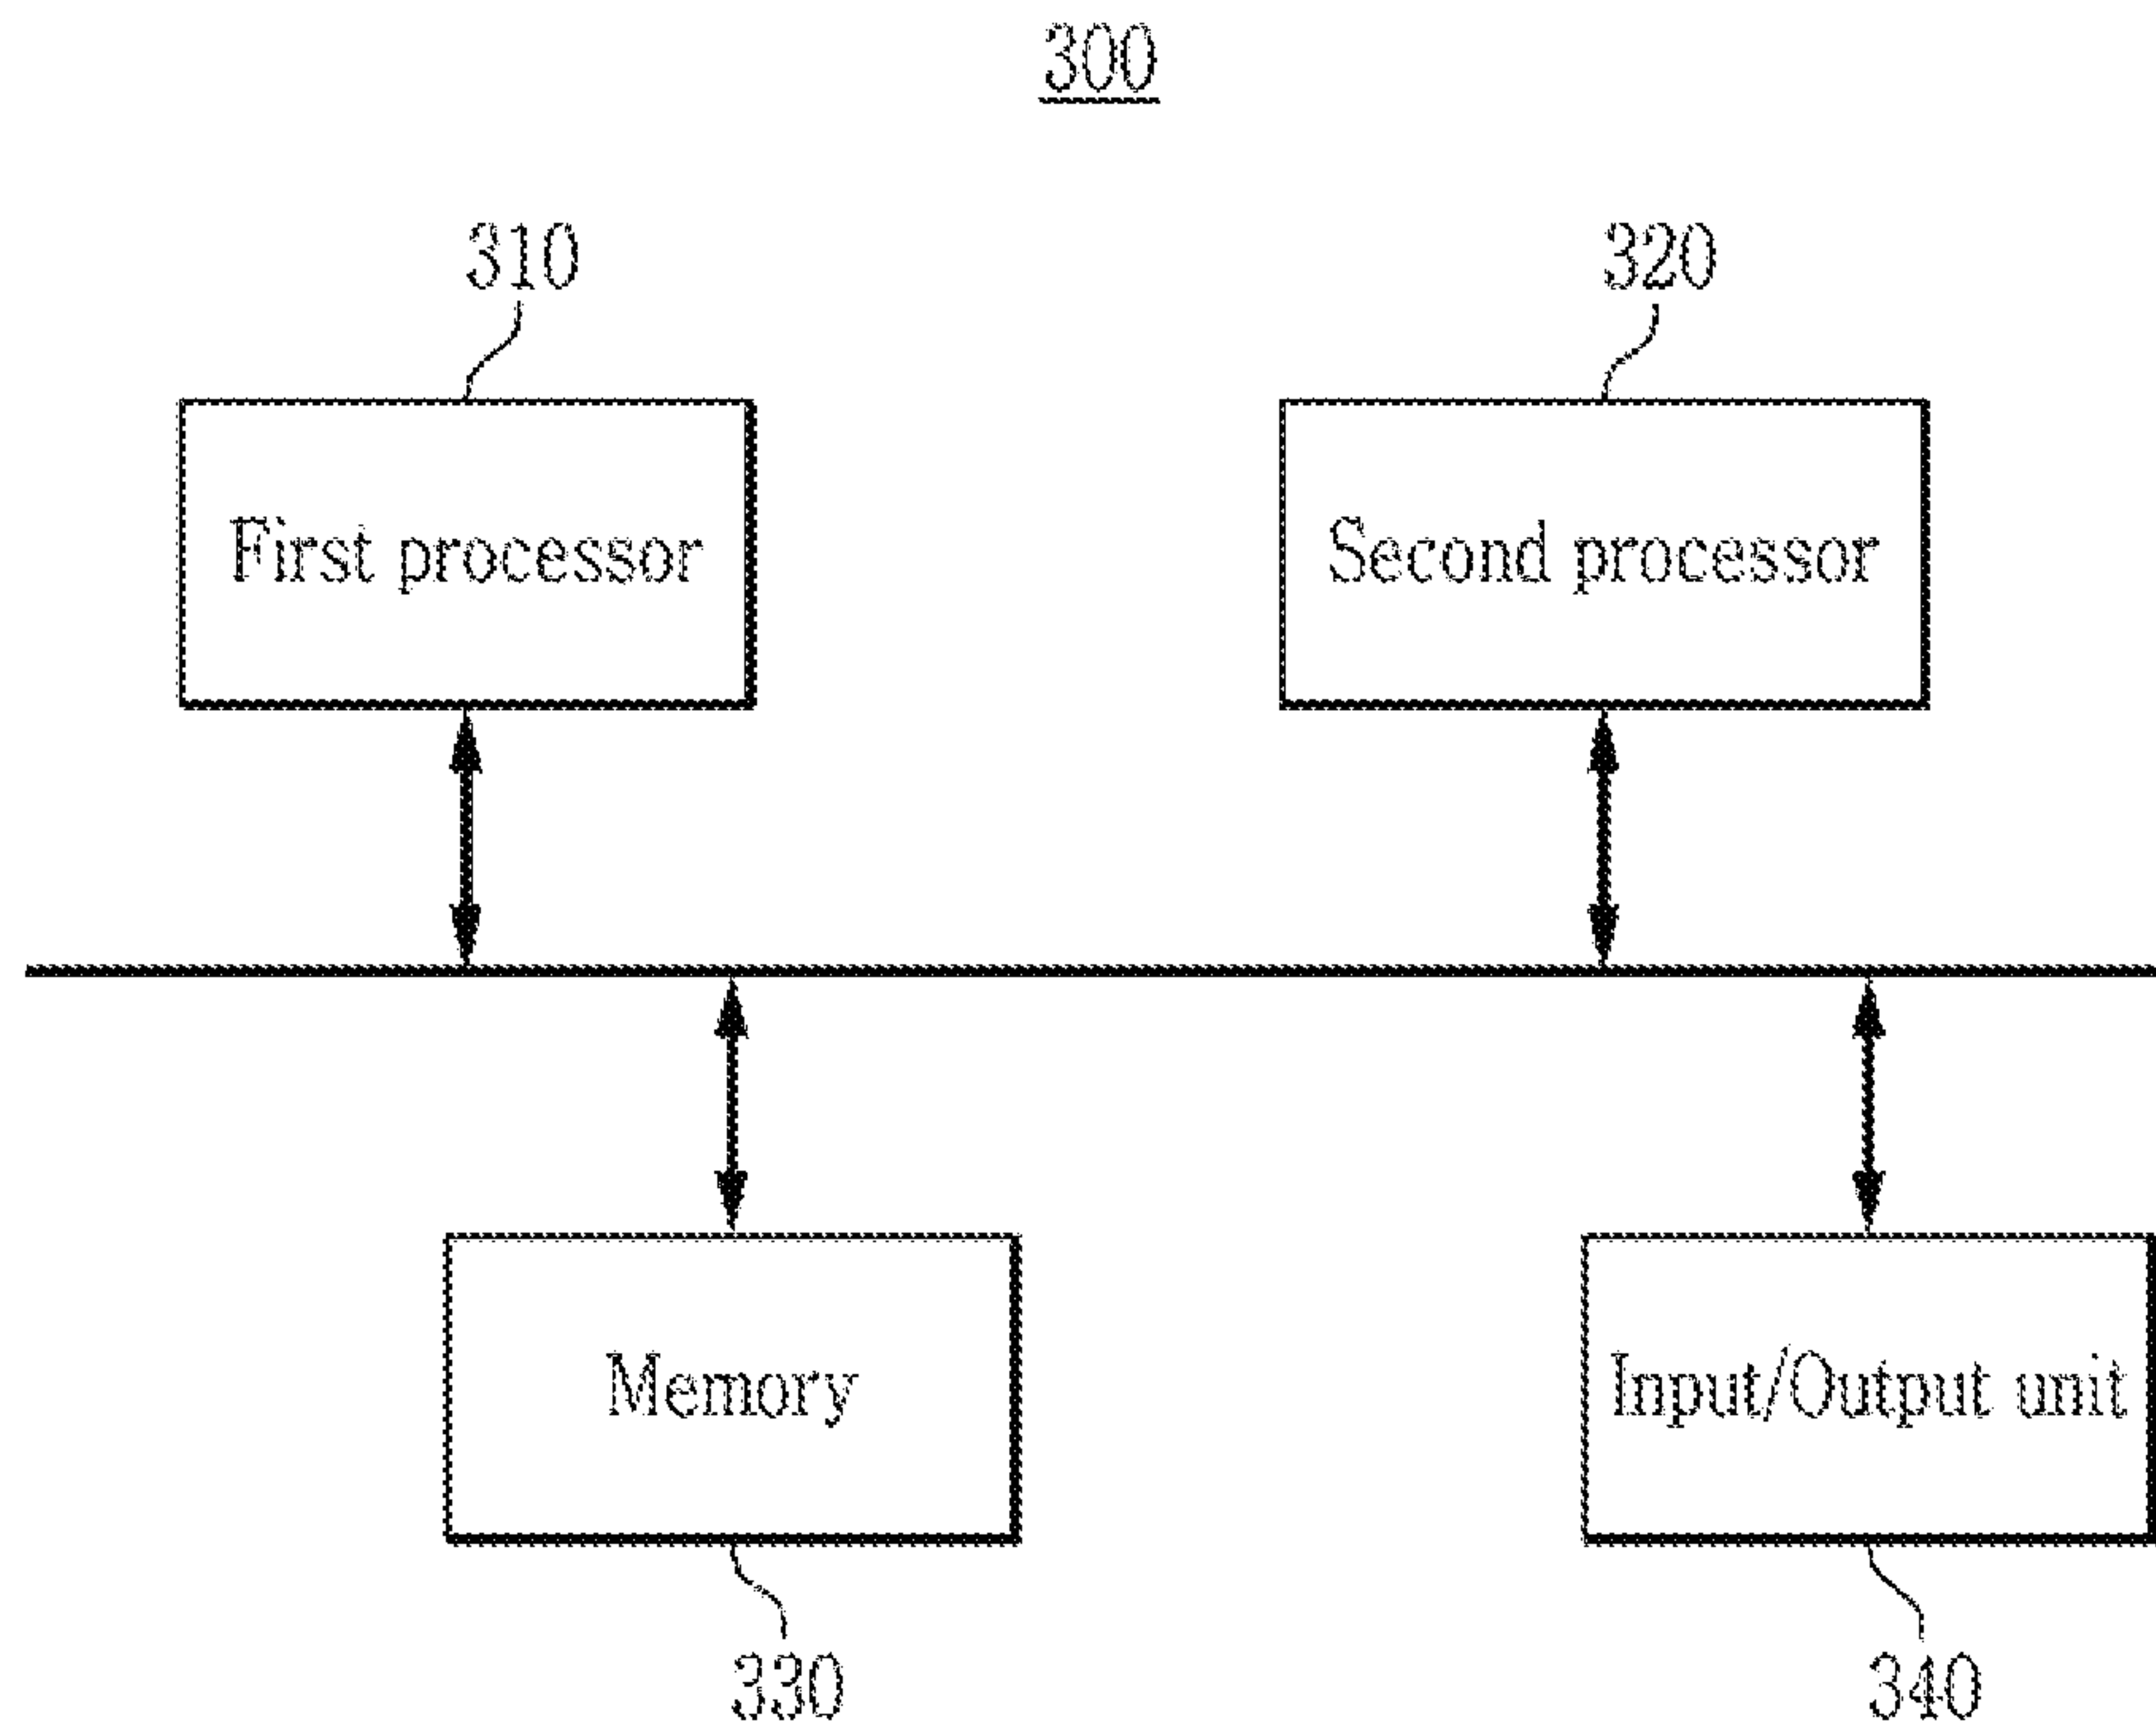 300
310
320
First processor
Second processor
Memory
Input/Output unit
330
340